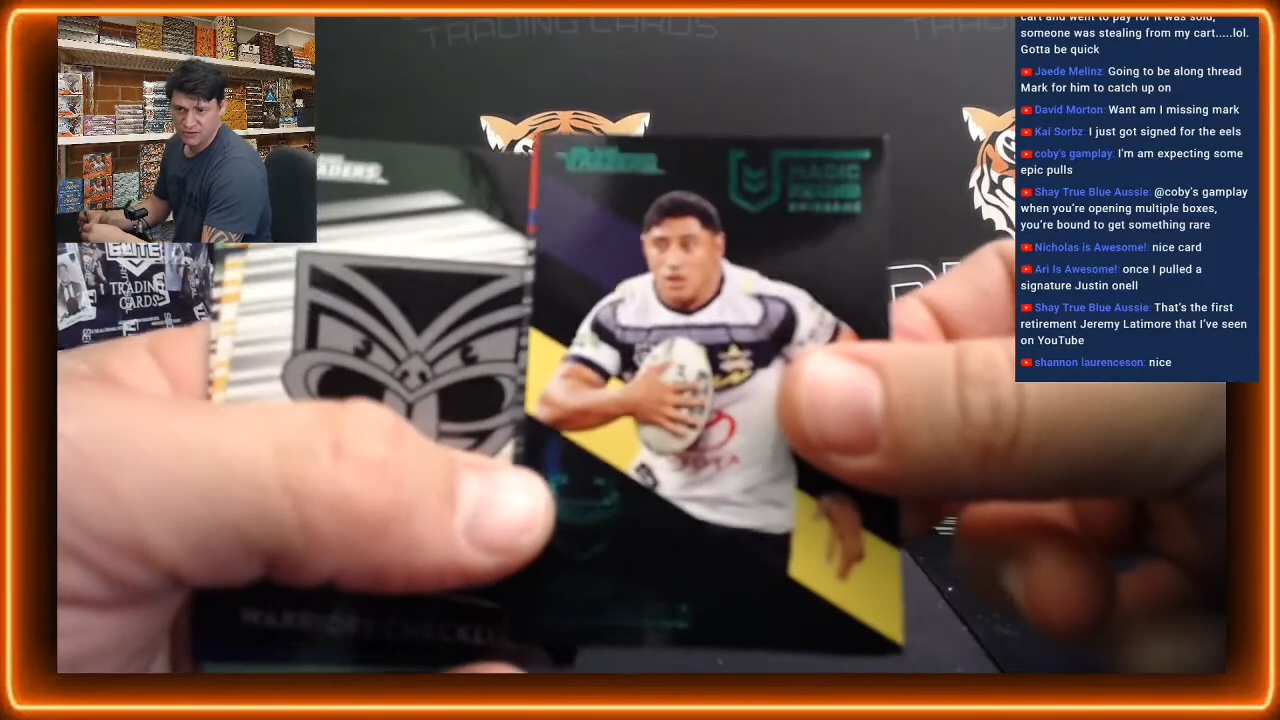 TRADING CARDS
cart and went to pay for it was sold,
someone was stealing from my cart.....lol.
Gotta be quick
Jaede Melinz: Going to be along thread
Mark for him to catch up on
David Morton: Want am I missing mark
Kai Sorbz: I just got signed for the eels
coby's gamplay: I'm am expecting some
epic pulls
Shay True Blue Aussie: @coby's gamplay
when you're opening multiple boxes,
you're bound to get something rare
Nicholas is Awesome!: nice card
Ari Is Awesome!: once I pulled a
signature Justin onell
Shay True Blue Aussie: That's the first
retirement Jeremy Latimore that I've seen
on YouTube
shannon laurenceson: nice
MAGIC
ROUND
BRISBANE
ELITE
TRADING
CARDS